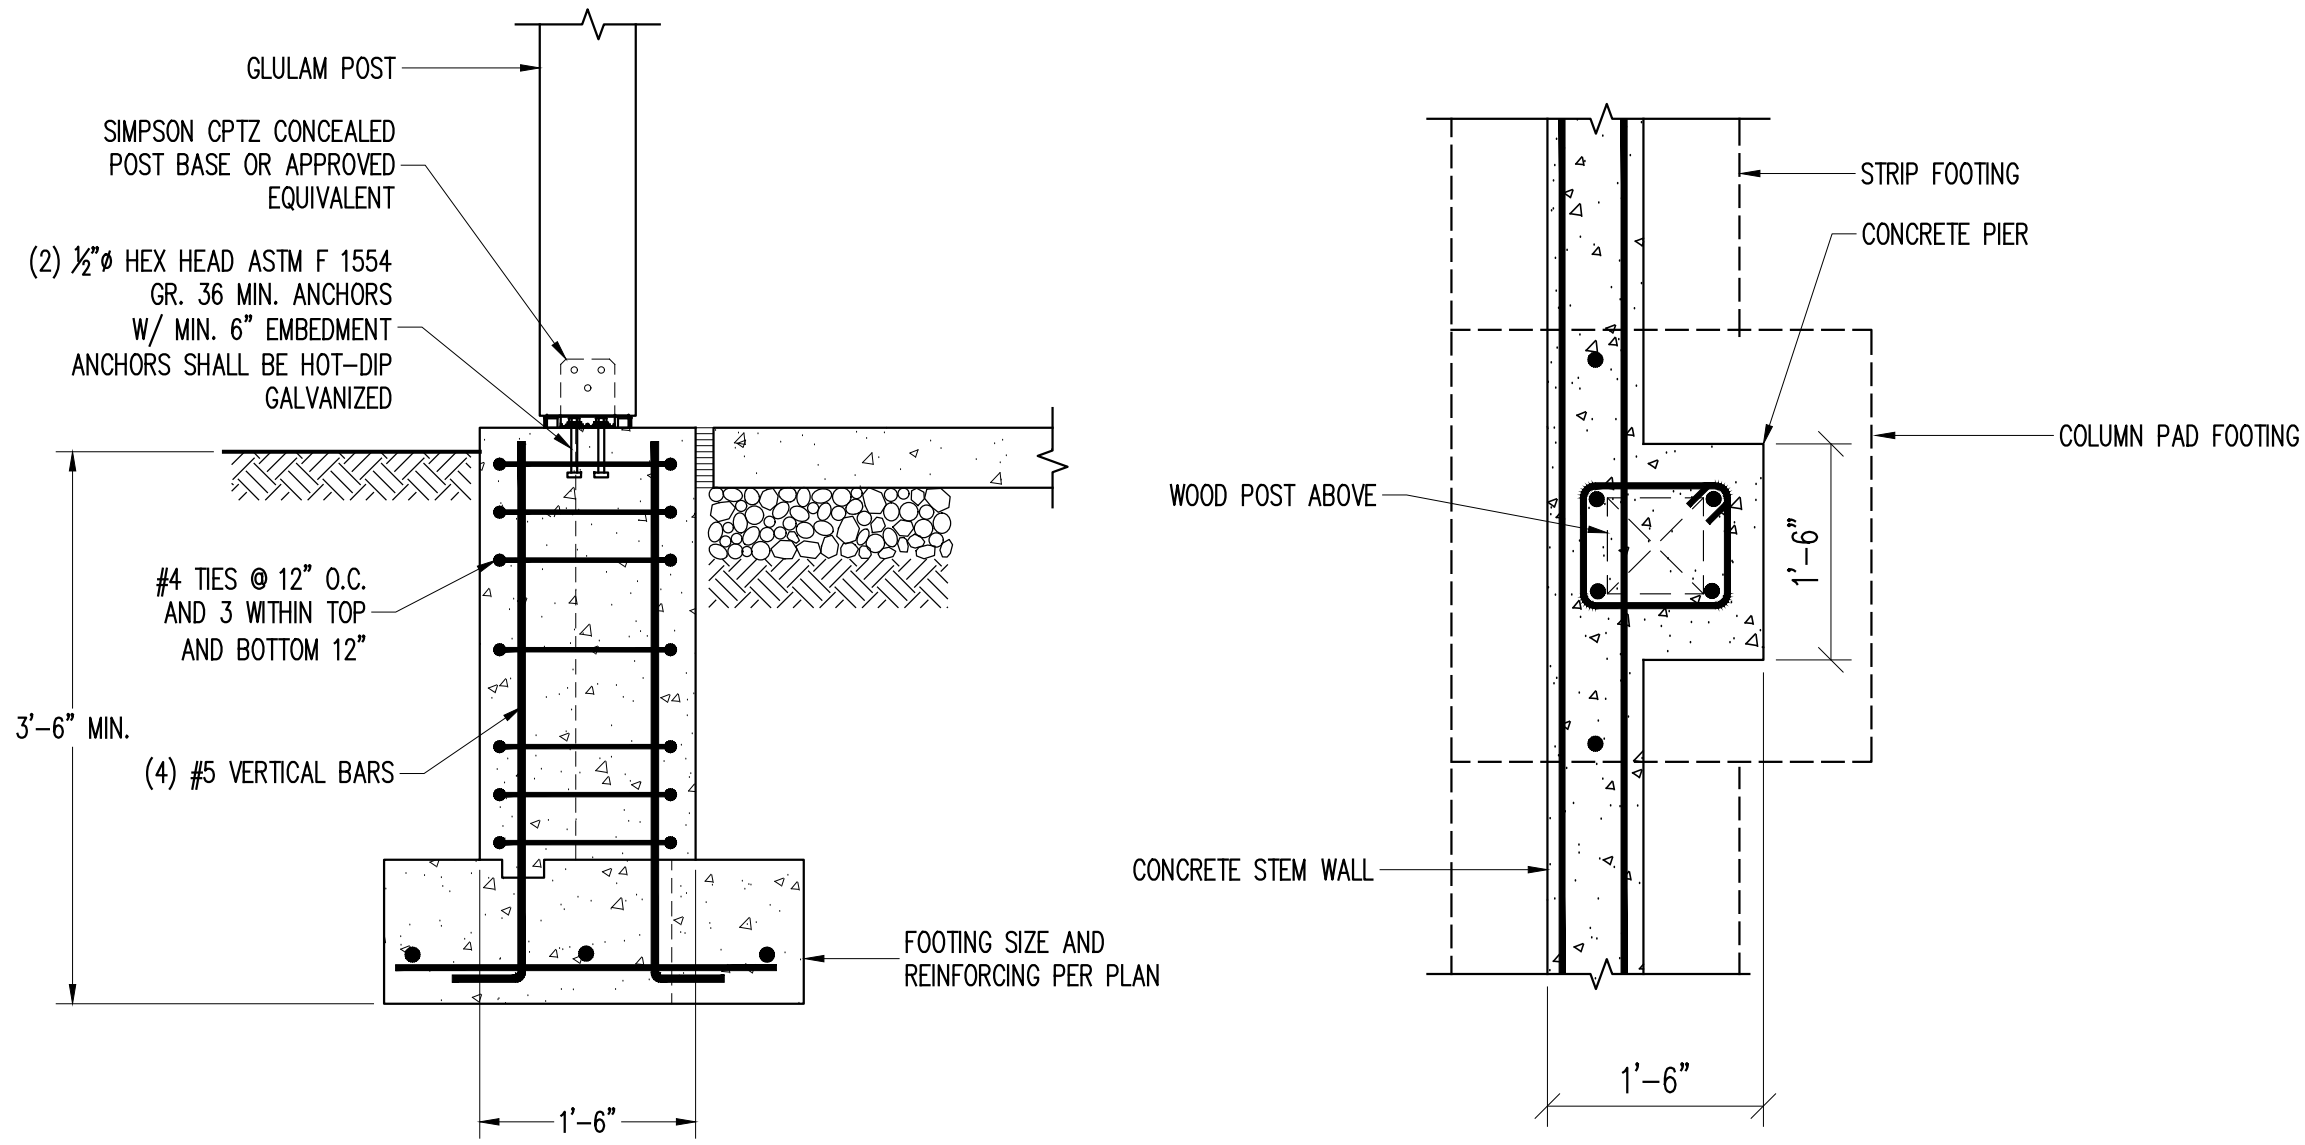 GLULAM POST
SIMPSON CPTZ CONCEALED
POST BASE OR APPROVED
EQUIVALENT
(2) ½"ø HEX HEAD ASTM F 1554
GR. 36 MIN. ANCHORS
W/ MIN. 6" EMBEDMENT
ANCHORS SHALL BE HOT-DIP
GALVANIZED
#4 TIES @ 12" O.C.
AND 3 WITHIN TOP
AND BOTTOM 12"
3'-6" MIN.
(4) #5 VERTICAL BARS
FOOTING SIZE AND
REINFORCING PER PLAN
1'-6"
STRIP FOOTING
CONCRETE PIER
COLUMN PAD FOOTING
WOOD POST ABOVE
1'-6"
CONCRETE STEM WALL
1'-6"